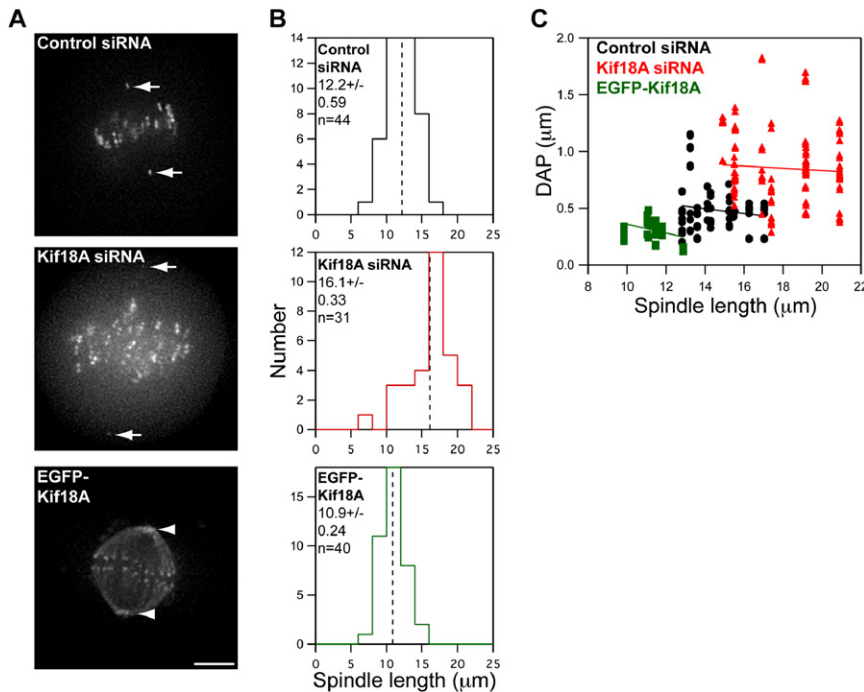 A
Control siRNA
Kif18A siRNA
EGFP-
Kif18A
B
14
12
10
8
6
4
2
0
Control
siRNA
12.2+/-
0.59
n=44
0 5 10 15 20 25
Number
12
10
8
6
4
2
0
Kif18A siRNA
16.1+/-
0.33
n=31
0 5 10 15 20 25
15
10
5
0
EGFP-
Kif18A
10.9+/-
0.24
n=40
0 5 10 15 20 25
Spindle length (μm)
C
Control siRNA
Kif18A siRNA
EGFP-Kif18A
DAP (μm)
2.0
1.5
1.0
0.5
0.0
8 10 12 14 16 18 20 22
Spindle length (μm)